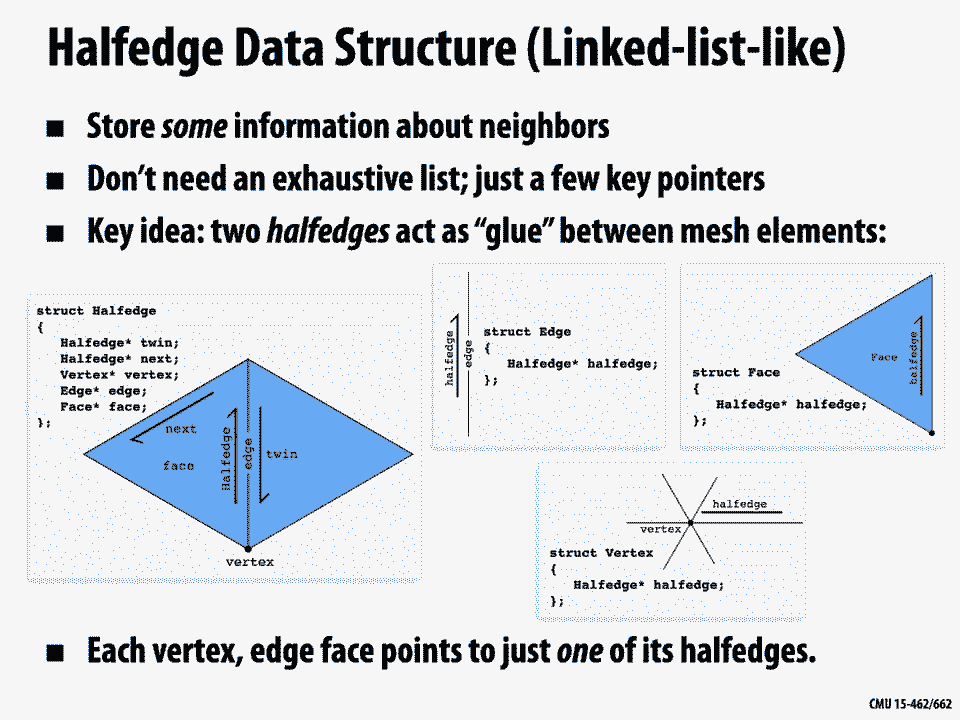 Halfedge Data Structure (Linked-list-like)
■ Store some information about neighbors
■ Don’t need an exhaustive list; just a few key pointers
■ Key idea: two halfedges act as “glue” between mesh elements:
struct Halfedge
{
Halfedge* twin;
Halfedge* next;
Vertex* vertex;
Edge* edge;
Face* face;
};
next
face
Halfedge
edge
twin
vertex
halfedge
edge
struct Edge
{
Halfedge* halfedge;
};
Face
halfedge
struct Face
{
Halfedge* halfedge;
};
halfedge
vertex
struct Vertex
{
Halfedge* halfedge;
};
■ Each vertex, edge face points to just one of its halfedges.
CMU 15-462/662